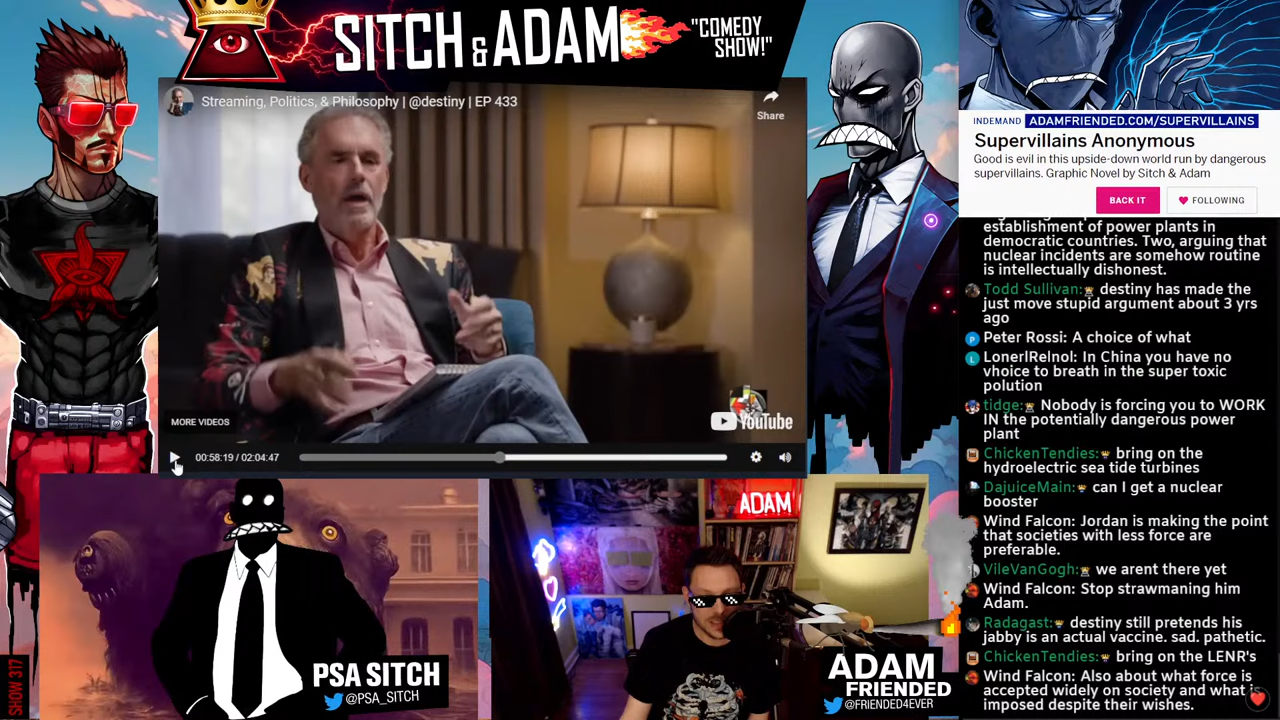 SITCH & ADAM
"COMEDY
SHOW!"
Streaming, Politics, & Philosophy | @destiny | EP 433
Share
MORE VIDEOS
YouTube
00:58:19 / 02:04:47
INDEMAND ADAMFRIENDED.COM/SUPERVILLAINS
Supervillains Anonymous
Good is evil in this upside-down world run by dangerous
supervillains. Graphic Novel by Sitch & Adam
BACK IT
FOLLOWING
establishment of power plants in
democratic countries. Two, arguing that
nuclear incidents are somehow routine
is intellectually dishonest.
Todd Sullivan: destiny has made the
just move stupid argument about 3 yrs
ago
P Peter Rossi: A choice of what
L LonerlRelnol: In China you have no
vhoice to breath in the super toxic
polution
tidge: Nobody is forcing you to WORK
IN the potentially dangerous power
plant
ChickenTendies: bring on the
hydroelectric sea tide turbines
DajuiceMain: can I get a nuclear
booster
Wind Falcon: Jordan is making the point
that societies with less force are
preferable.
VileVanGogh: we arent there yet
Wind Falcon: Stop strawmaning him
Adam.
Radagast: destiny still pretends his
jabby is an actual vaccine. sad. pathetic.
ChickenTendies: bring on the LENR's
Wind Falcon: Also about what force is
accepted widely on society and what is
imposed despite their wishes.
SHOW 317
PSA SITCH
@PSA_SITCH
ADAM
ADAM
FRIENDED
@FRIENDED4EVER